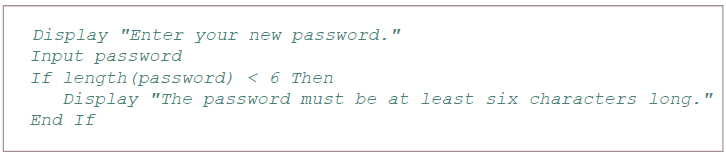 Display "Enter your new password."
Input password
If length(password) < 6 Then
   Display "The password must be at least six characters long."
End If